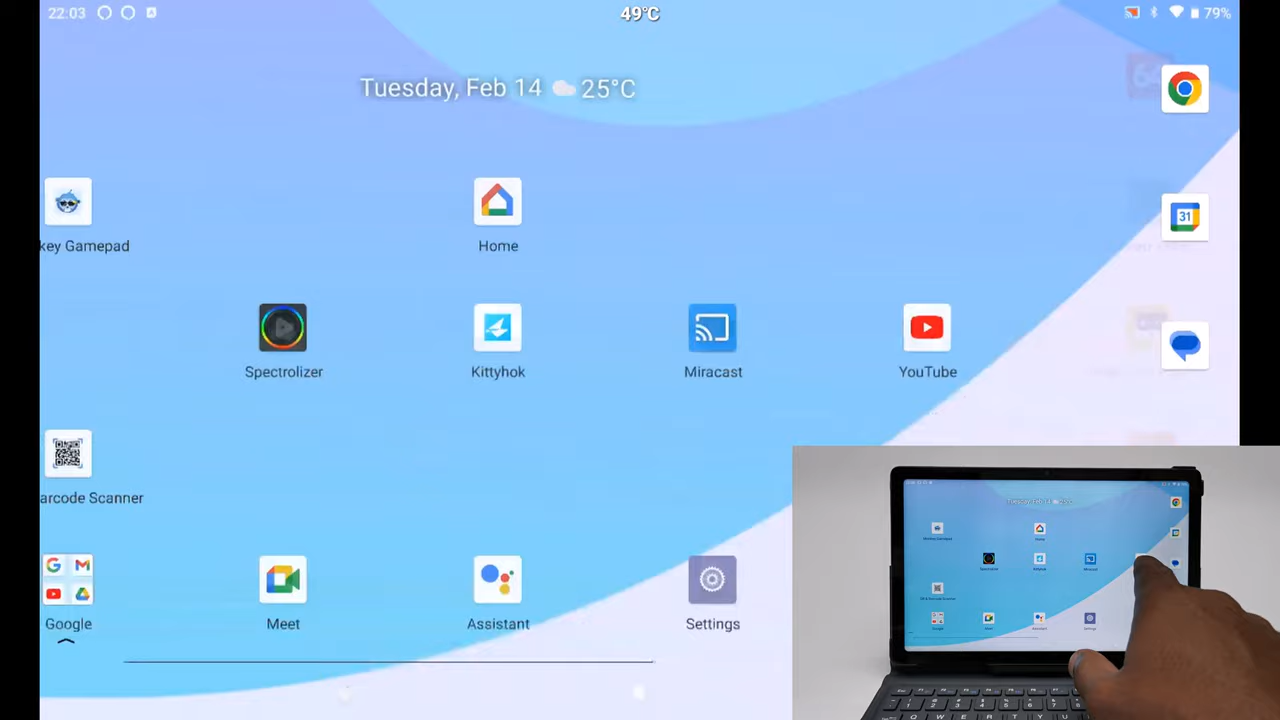 22:03
49°C
79%
Tuesday, Feb 14
25°C
31
key Gamepad
Home
Spectrolizer
Kittyhok
Miracast
YouTube
arcode Scanner
Google
Meet
Assistant
Settings